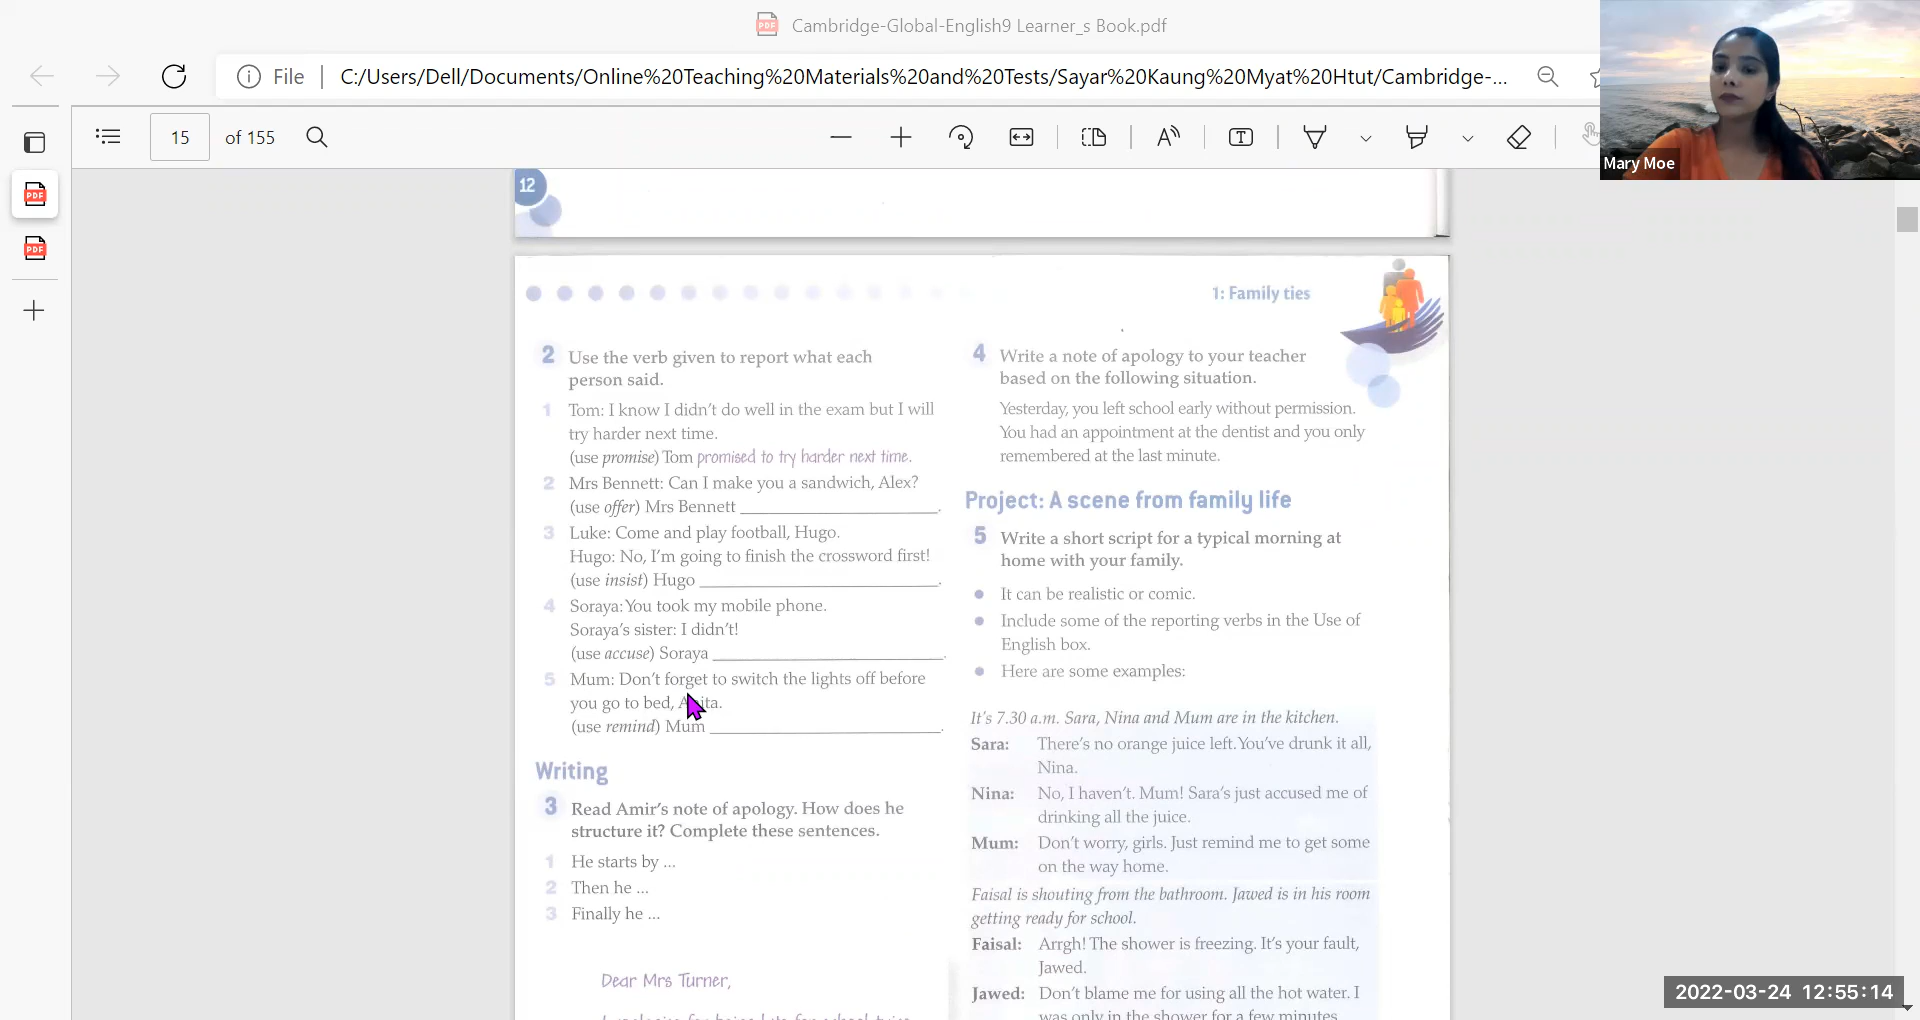 Cambridge-Global-English9 Learner_s Book.pdf
File
C:/Users/Dell/Documents/Online%20Teaching%20Materials%20and%20Tests/Sayar%20Kaung%20Myat%20Htut/Cambridge-...
15 of 155
Mary Moe
12
1: Family ties
2 Use the verb given to report what each
person said.
1 Tom: I know I didn't do well in the exam but I will
try harder next time.
(use promise) Tom promised to try harder next time.
2 Mrs Bennett: Can I make you a sandwich, Alex?
(use offer) Mrs Bennett ____________________.
3 Luke: Come and play football, Hugo.
Hugo: No, I'm going to finish the crossword first!
(use insist) Hugo ____________________.
4 Soraya: You took my mobile phone.
Soraya's sister: I didn't!
(use accuse) Soraya ____________________.
5 Mum: Don't forget to switch the lights off before
you go to bed, Anita.
(use remind) Mum ____________________.
Writing
3 Read Amir's note of apology. How does he
structure it? Complete these sentences.
1 He starts by ...
2 Then he ...
3 Finally he ...
Dear Mrs Turner,
4 Write a note of apology to your teacher
based on the following situation.
Yesterday, you left school early without permission.
You had an appointment at the dentist and you only
remembered at the last minute.
Project: A scene from family life
5 Write a short script for a typical morning at
home with your family.
• It can be realistic or comic.
• Include some of the reporting verbs in the Use of
English box.
• Here are some examples:
It's 7.30 a.m. Sara, Nina and Mum are in the kitchen.
Sara: There's no orange juice left. You've drunk it all,
Nina.
Nina: No, I haven't. Mum! Sara's just accused me of
drinking all the juice.
Mum: Don't worry, girls. Just remind me to get some
on the way home.
Faisal is shouting from the bathroom. Jawed is in his room
getting ready for school.
Faisal: Arrgh! The shower is freezing. It's your fault,
Jawed.
Jawed: Don't blame me for using all the hot water. I
was only in the shower for a few minutes.
2022-03-24 12:55:14